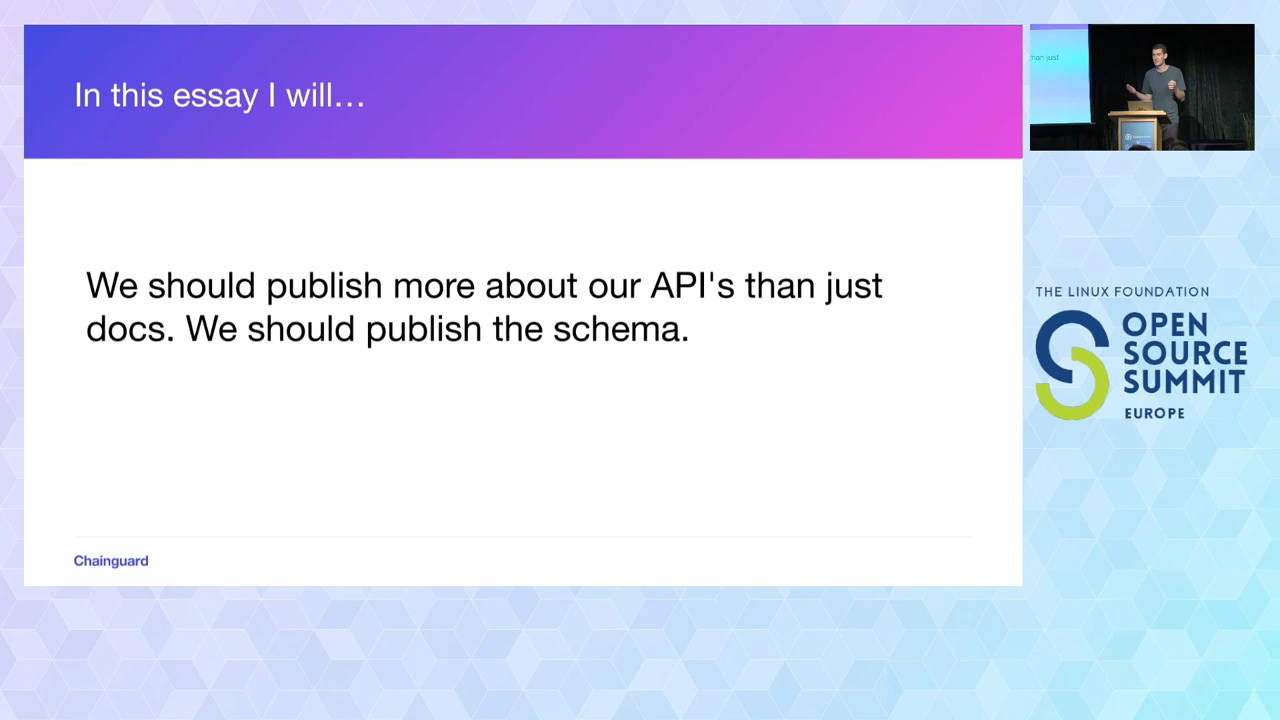 In this essay I will...
We should publish more about our API's than just
docs. We should publish the schema.
Chainguard
than just
THE LINUX FOUNDATION
OPEN
SOURCE
SUMMIT
EUROPE